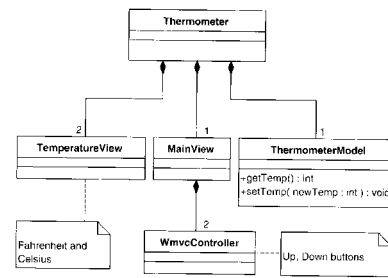 Thermometer
2
1
1
TemperatureView
MainView
ThermometerModel
+getTemp() : int
+setTemp( newTemp : int ) : void
2
Fahrenheit and
Celsius
WmvcController
Up, Down buttons